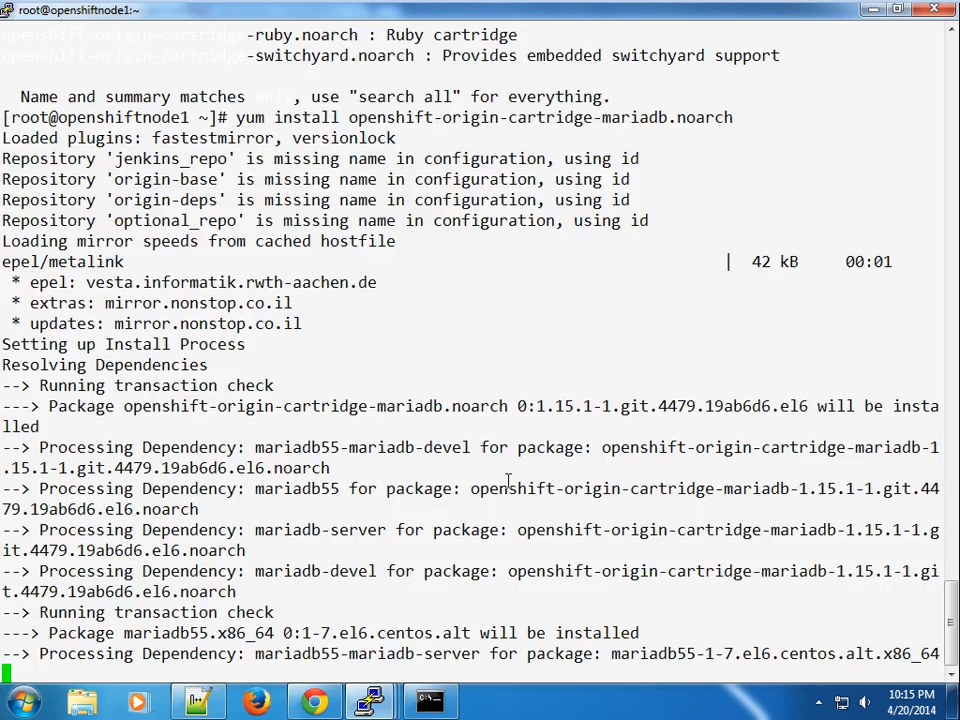 root@openshiftnode1:~
openshift-origin-cartridge-ruby.noarch : Ruby cartridge
openshift-origin-cartridge-switchyard.noarch : Provides embedded switchyard support
Name and summary matches only, use "search all" for everything.
[root@openshiftnode1 ~]# yum install openshift-origin-cartridge-mariadb.noarch
Loaded plugins: fastestmirror, versionlock
Repository 'jenkins_repo' is missing name in configuration, using id
Repository 'origin-base' is missing name in configuration, using id
Repository 'origin-deps' is missing name in configuration, using id
Repository 'optional_repo' is missing name in configuration, using id
Loading mirror speeds from cached hostfile
epel/metalink | 42 kB 00:01
* epel: vesta.informatik.rwth-aachen.de
* extras: mirror.nonstop.co.il
* updates: mirror.nonstop.co.il
Setting up Install Process
Resolving Dependencies
--> Running transaction check
---> Package openshift-origin-cartridge-mariadb.noarch 0:1.15.1-1.git.4479.19ab6d6.el6 will be insta
lled
--> Processing Dependency: mariadb55-mariadb-devel for package: openshift-origin-cartridge-mariadb-1
.15.1-1.git.4479.19ab6d6.el6.noarch
--> Processing Dependency: mariadb55 for package: openshift-origin-cartridge-mariadb-1.15.1-1.git.44
79.19ab6d6.el6.noarch
--> Processing Dependency: mariadb-server for package: openshift-origin-cartridge-mariadb-1.15.1-1.g
it.4479.19ab6d6.el6.noarch
--> Processing Dependency: mariadb-devel for package: openshift-origin-cartridge-mariadb-1.15.1-1.gi
t.4479.19ab6d6.el6.noarch
--> Running transaction check
---> Package mariadb55.x86_64 0:1-7.el6.centos.alt will be installed
--> Processing Dependency: mariadb55-mariadb-server for package: mariadb55-1-7.el6.centos.alt.x86_64
10:15 PM
4/20/2014